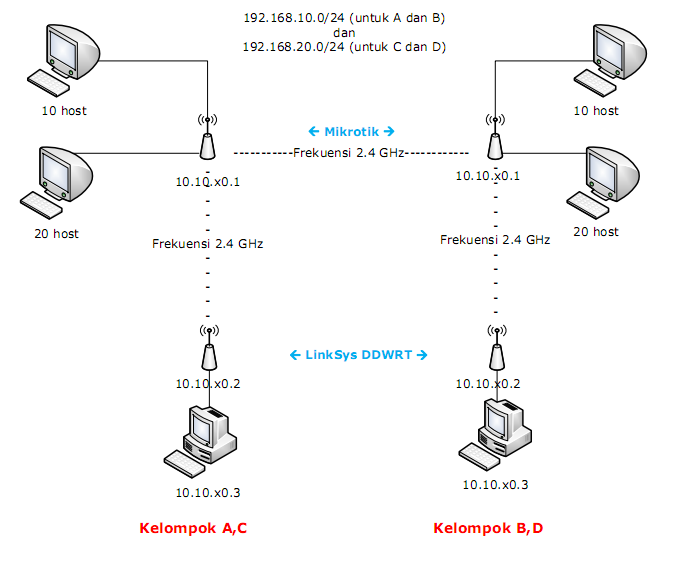 192.168.10.0/24 (untuk A dan B)
dan
192.168.20.0/24 (untuk C dan D)
10 host
10 host
← Mikrotik →
Frekuensi 2.4 GHz
10.10.x0.1
10.10.x0.1
20 host
20 host
Frekuensi 2.4 GHz
Frekuensi 2.4 GHz
← LinkSys DDWRT →
10.10.x0.2
10.10.x0.2
10.10.x0.3
10.10.x0.3
Kelompok A,C
Kelompok B,D